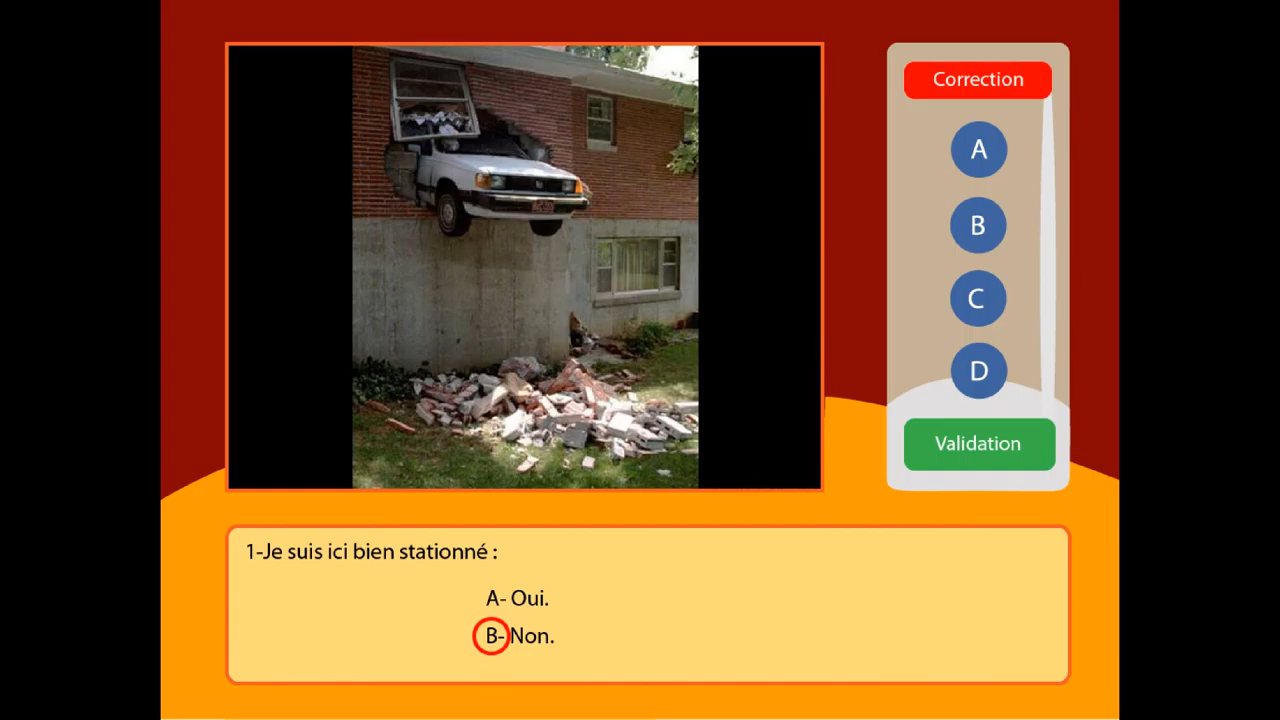 Correction
A
B
C
D
Validation
1-Je suis ici bien stationné :
A- Oui.
B- Non.